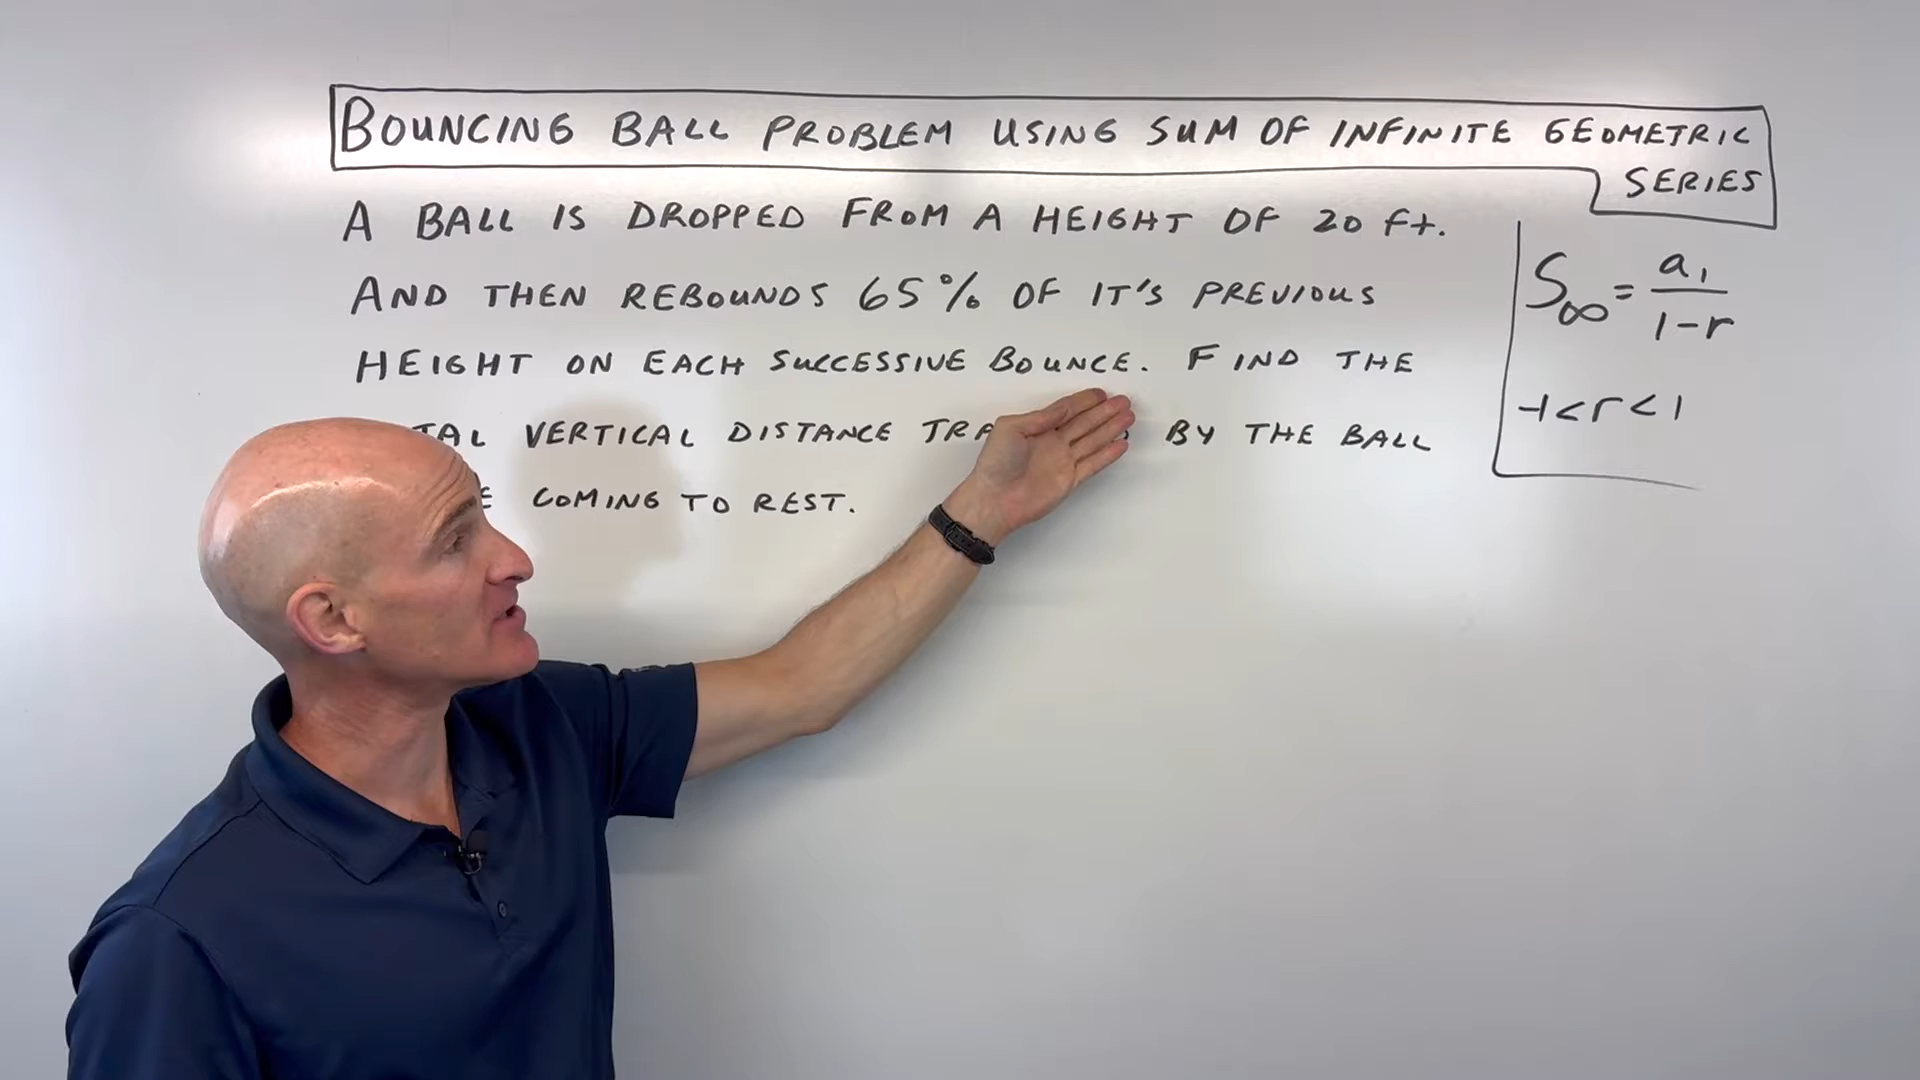 BOUNCING BALL PROBLEM USING SUM OF INFINITE GEOMETRIC
SERIES
A BALL IS DROPPED FROM A HEIGHT OF 20 ft.
AND THEN REBOUNDS 65% OF IT'S PREVIOUS
HEIGHT ON EACH SUCCESSIVE BOUNCE. FIND THE
VERTICAL DISTANCE BY THE BALL
COMING TO REST.
S∞ = a₁/(1-r)
-1<r<1